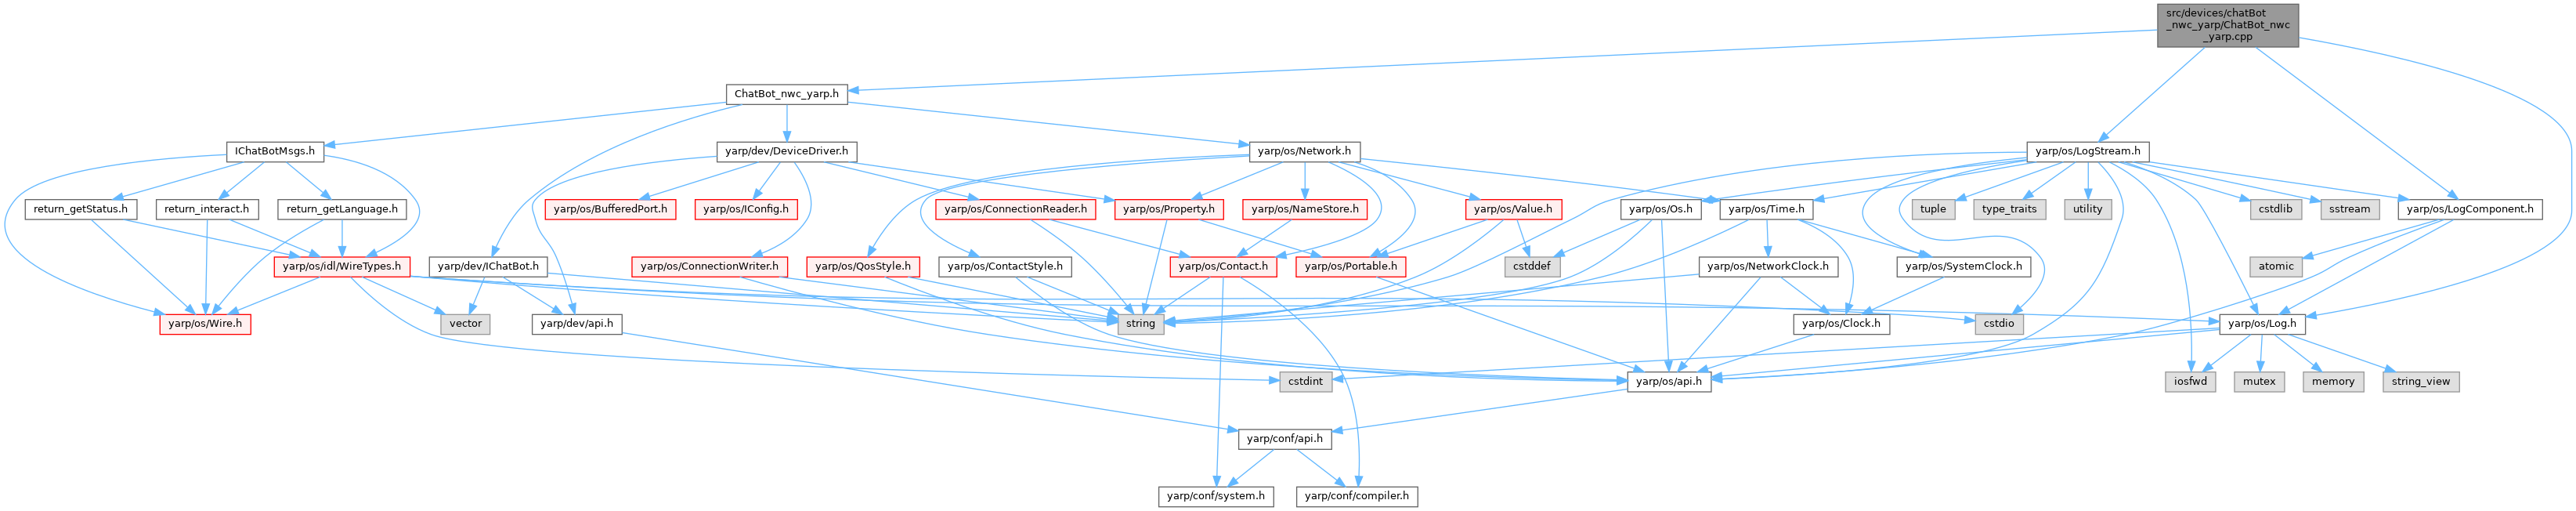 src/devices/chatBot
_nwc_yarp/ChatBot_nwc
_yarp.cpp
ChatBot_nwc_yarp.h
IChatBotMsgs.h
yarp/dev/DeviceDriver.h
yarp/os/Network.h
yarp/os/LogStream.h
return_getStatus.h
return_interact.h
return_getLanguage.h
yarp/os/BufferedPort.h
yarp/os/IConfig.h
yarp/os/ConnectionReader.h
yarp/os/Property.h
yarp/os/NameStore.h
yarp/os/Value.h
yarp/os/Os.h
yarp/os/Time.h
tuple
type_traits
utility
cstdlib
sstream
yarp/os/LogComponent.h
yarp/os/idl/WireTypes.h
yarp/dev/IChatBot.h
yarp/os/ConnectionWriter.h
yarp/os/QosStyle.h
yarp/os/ContactStyle.h
yarp/os/Contact.h
yarp/os/Portable.h
cstddef
yarp/os/NetworkClock.h
yarp/os/SystemClock.h
atomic
yarp/os/Wire.h
vector
yarp/dev/api.h
string
yarp/os/Clock.h
cstdio
yarp/os/Log.h
cstdint
yarp/os/api.h
iosfwd
mutex
memory
string_view
yarp/conf/api.h
yarp/conf/system.h
yarp/conf/compiler.h